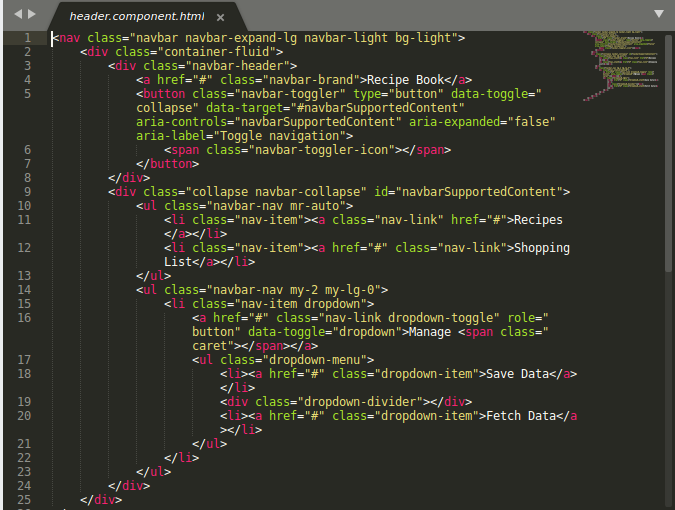 header.component.html
1 <nav class="navbar navbar-expand-lg navbar-light bg-light">
2 <div class="container-fluid">
3 <div class="navbar-header">
4 <a href="#" class="navbar-brand">Recipe Book</a>
5 <button class="navbar-toggler" type="button" data-toggle="
collapse" data-target="#navbarSupportedContent"
aria-controls="navbarSupportedContent" aria-expanded="false"
aria-label="Toggle navigation">
6 <span class="navbar-toggler-icon"></span>
7 </button>
8 </div>
9 <div class="collapse navbar-collapse" id="navbarSupportedContent">
10 <ul class="navbar-nav mr-auto">
11 <li class="nav-item"><a class="nav-link" href="#">Recipes
</a></li>
12 <li class="nav-item"><a href="#" class="nav-link">Shopping
List</a></li>
13 </ul>
14 <ul class="navbar-nav my-2 my-lg-0">
15 <li class="nav-item dropdown">
16 <a href="#" class="nav-link dropdown-toggle" role="
button" data-toggle="dropdown">Manage <span class="
caret"></span></a>
17 <ul class="dropdown-menu">
18 <li><a href="#" class="dropdown-item">Save Data</a>
</li>
19 <div class="dropdown-divider"></div>
20 <li><a href="#" class="dropdown-item">Fetch Data</a
></li>
21 </ul>
22 </li>
23 </ul>
24 </div>
25 </div>